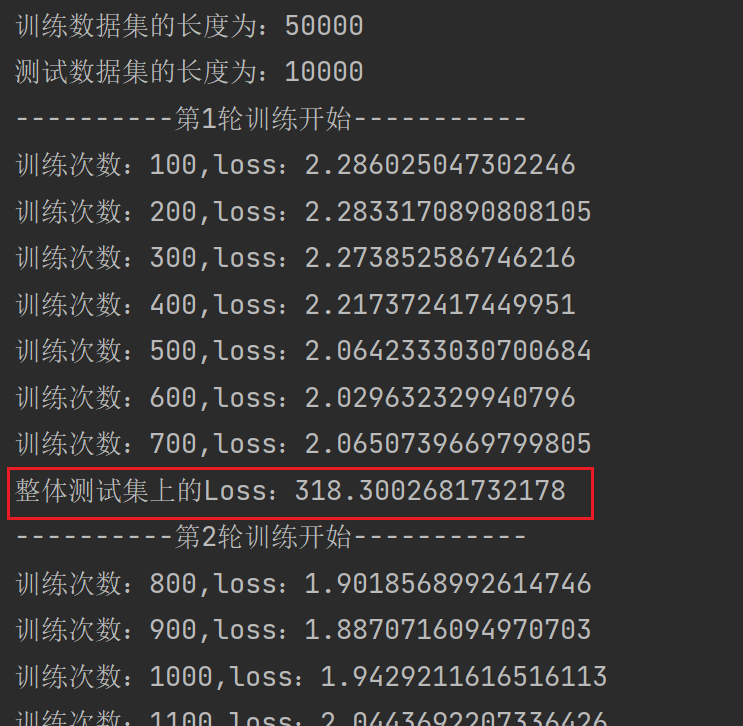 训练数据集的长度为：50000
测试数据集的长度为：10000
----------第1轮训练开始-----------
训练次数：100,loss：2.286025047302246
训练次数：200,loss：2.2833170890808105
训练次数：300,loss：2.273852586746216
训练次数：400,loss：2.217372417449951
训练次数：500,loss：2.0642333030700684
训练次数：600,loss：2.029632329940796
训练次数：700,loss：2.0650739669799805
整体测试集上的Loss：318.3002681732178
----------第2轮训练开始-----------
训练次数：800,loss：1.9018568992614746
训练次数：900,loss：1.8870716094970703
训练次数：1000,loss：1.9429211616516113
训练次数：1100,loss：2.0443692207336426